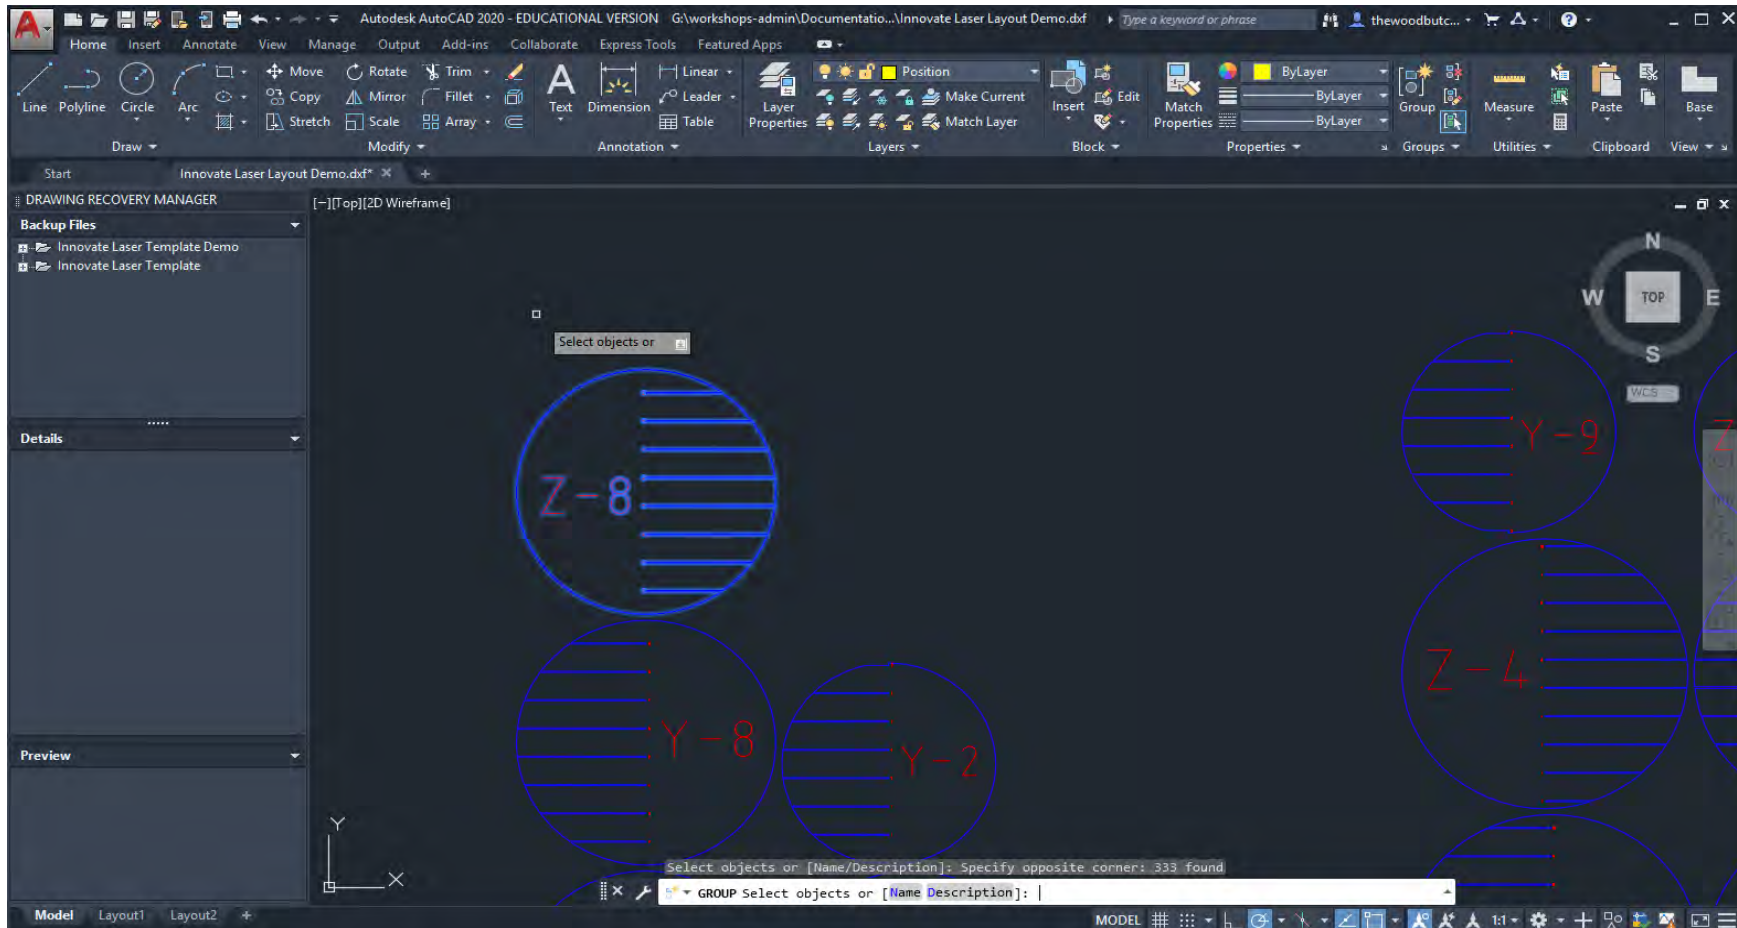 Autodesk AutoCAD 2020 - EDUCATIONAL VERSION G:\workshops-admin\Documentatio...\Innovate Laser Layout Demo.dxf Type a keyword or phrase thewoodbutc...
Home Insert Annotate View Manage Output Add-ins Collaborate Express Tools Featured Apps
Move Rotate Trim Linear Position ByLayer
Copy Mirror Fillet Leader Make Current Edit ByLayer
Line Polyline Circle Arc Text Dimension Layer Properties Insert Match Properties Group Measure Paste Base
Stretch Scale Array Table Match Layer ByLayer
Draw Modify Annotation Layers Block Properties Groups Utilities Clipboard View
Start Innovate Laser Layout Demo.dxf* +
DRAWING RECOVERY MANAGER
[−][Top][2D Wireframe]
Backup Files
Innovate Laser Template Demo
Innovate Laser Template
N
W TOP E
S
WCS
Select objects or
Details
Z-8
Y-9
Z
Z-4
Y-8
Y-2
Preview
Y
X
Select objects or [Name/Description]: Specify opposite corner: 333 found
GROUP Select objects or [Name Description]:
Model Layout1 Layout2 +
MODEL 1:1